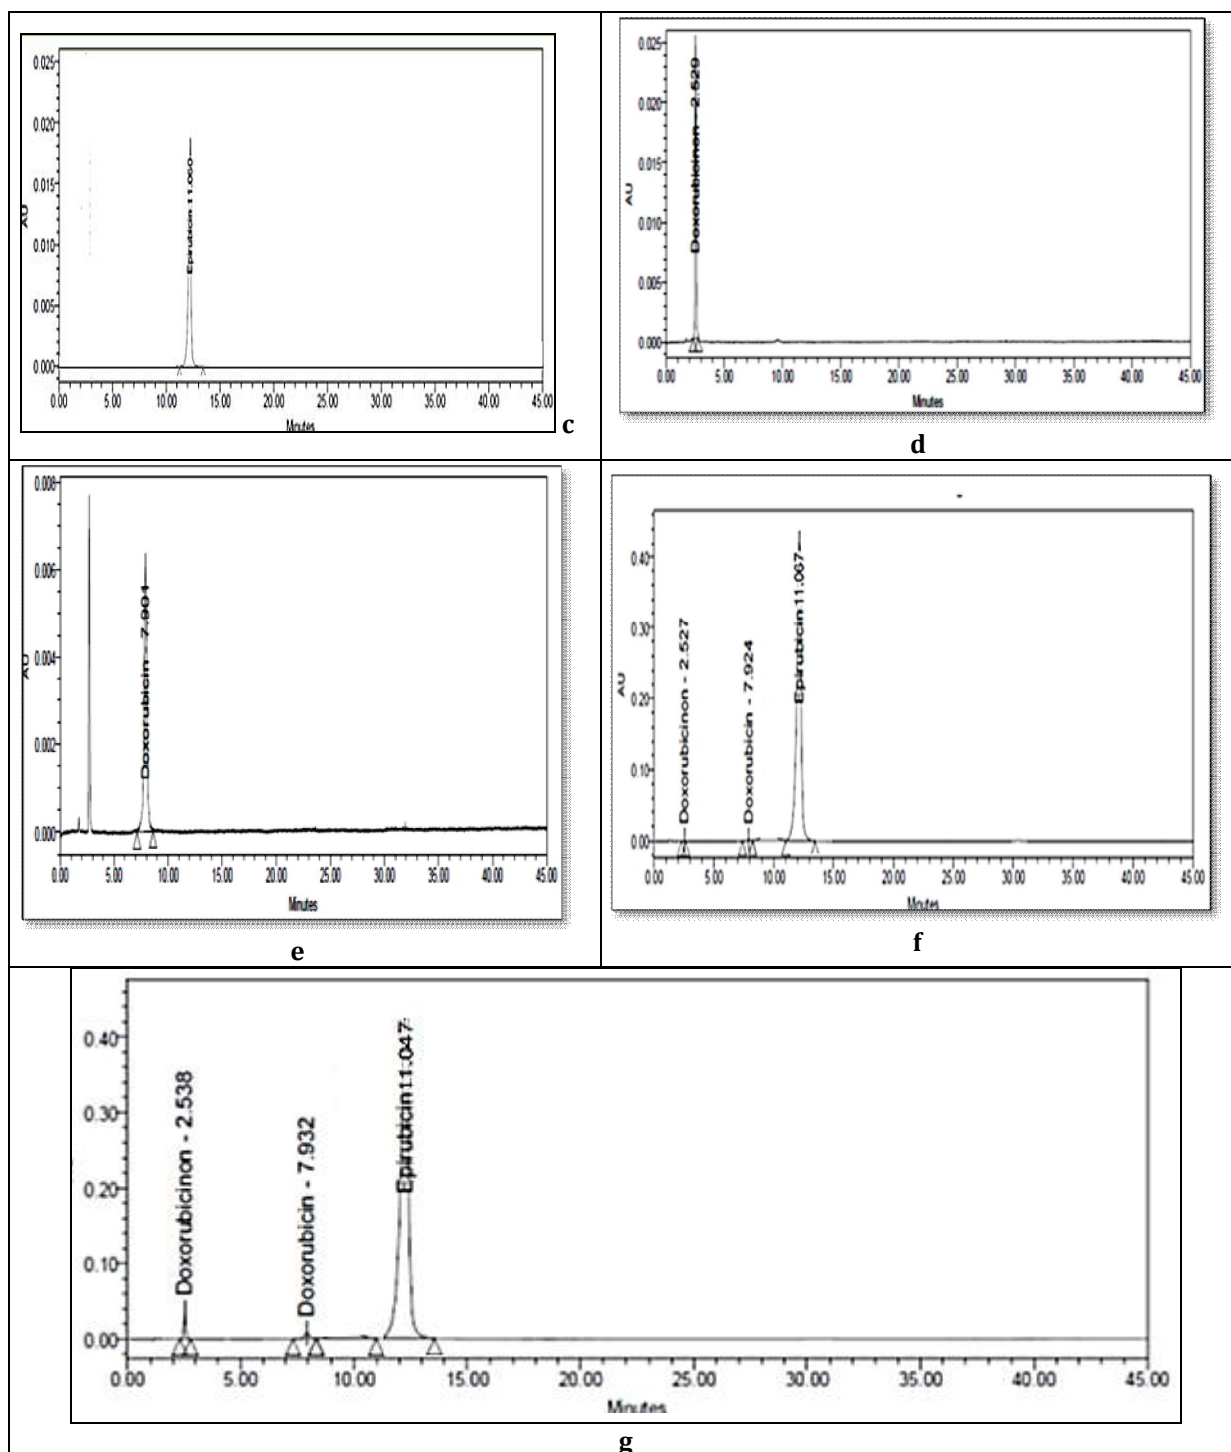 0.025
0.020
0.015
0.010
0.005
0.000
AU
Epirubicin 11.060
0.00 5.00 10.00 15.00 20.00 25.00 30.00 35.00 40.00 45.00
Minutes
c
0.025
0.020
0.015
0.010
0.005
0.000
AU
Doxorubicinon - 2.529
0.00 5.00 10.00 15.00 20.00 25.00 30.00 35.00 40.00 45.00
Minutes
d
0.008
0.006
0.004
0.002
0.000
AU
Doxorubicin - 7.904
0.00 5.00 10.00 15.00 20.00 25.00 30.00 35.00 40.00 45.00
Minutes
e
0.40
0.30
0.20
0.10
0.00
AU
Doxorubicinon - 2.527
Doxorubicin - 7.924
Epirubicin 11.067
0.00 5.00 10.00 15.00 20.00 25.00 30.00 35.00 40.00 45.00
Minutes
f
0.40
0.30
0.20
0.10
0.00
Doxorubicinon - 2.538
Doxorubicin - 7.932
Epirubicin 11.047
0.00 5.00 10.00 15.00 20.00 25.00 30.00 35.00 40.00 45.00
Minutes
g